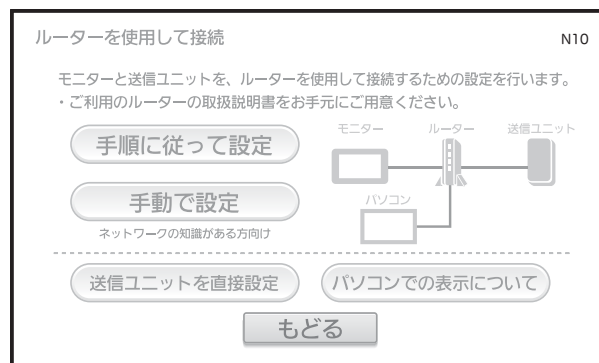 ルーターを使用して接続
N10
モニターと送信ユニットを、ルーターを使用して接続するための設定を行います。
・ご利用のルーターの取扱説明書をお手元にご用意ください。
手順に従って設定
モニター
ルーター
送信ユニット
手動で設定
パソコン
ネットワークの知識がある方向け
送信ユニットを直接設定
パソコンでの表示について
もどる